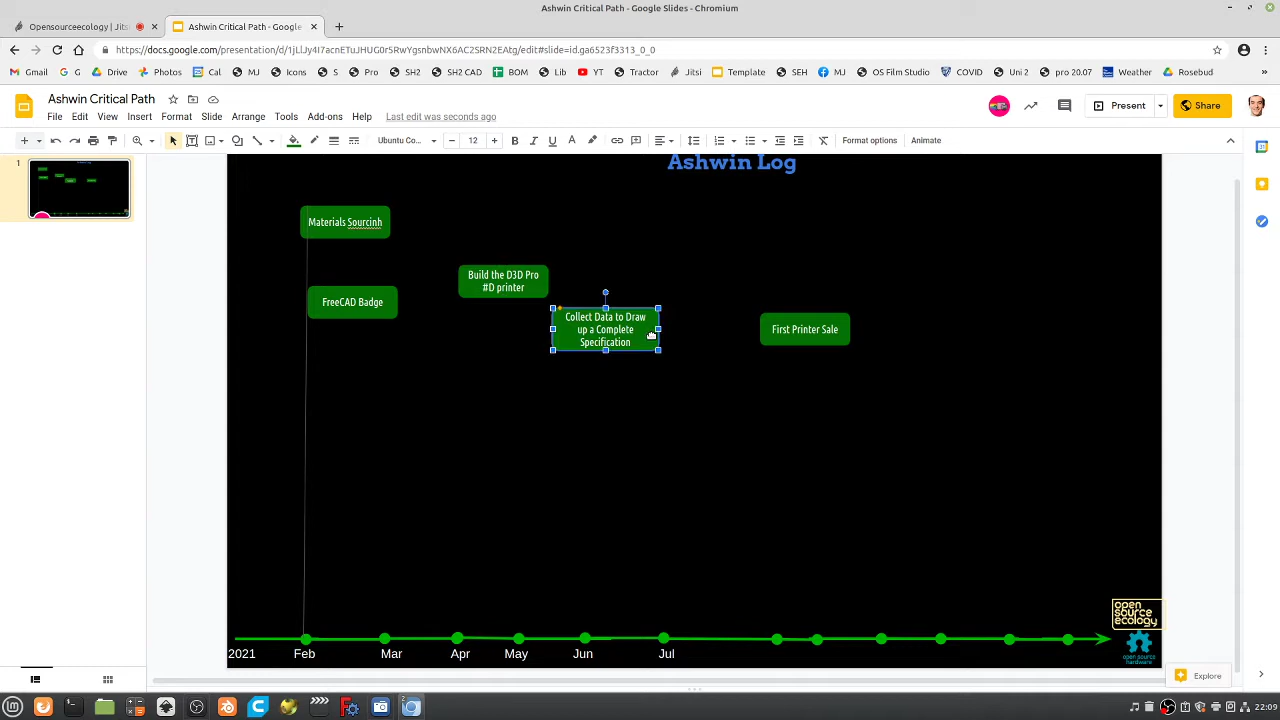 Ashwin Critical Path - Google Slides - Chromium
Opensourceecology | Jits
Ashwin Critical Path - Google
https://docs.google.com/presentation/d/1jLlJy4I7acnETuJHUG0r5RwYgsnbwNX6ACZSRN2EAtg/edit#slide=id.ga6523f3313_0_0
Gmail G Drive Photos Cal MJ Icons S Pro SH2 SH2 CAD BOM Lib YT Tractor Jitsi Template SEH MJ OS Film Studio COVID Uni 2 pro 20.07 Weather Rosebud »
Ashwin Critical Path
File Edit View Insert Format Slide Arrange Tools Add-ons Help Last edit was seconds ago
Present Share
Ubuntu Co... 12 B I U A Format options Animate
1
Ashwin Log
Materials Sourcinh
Build the D3D Pro
#D printer
FreeCAD Badge
Collect Data to Draw
up a Complete
Specification
First Printer Sale
2021 Feb Mar Apr May Jun Jul
open
source
ecology
open source
hardware
Explore
2
22:09